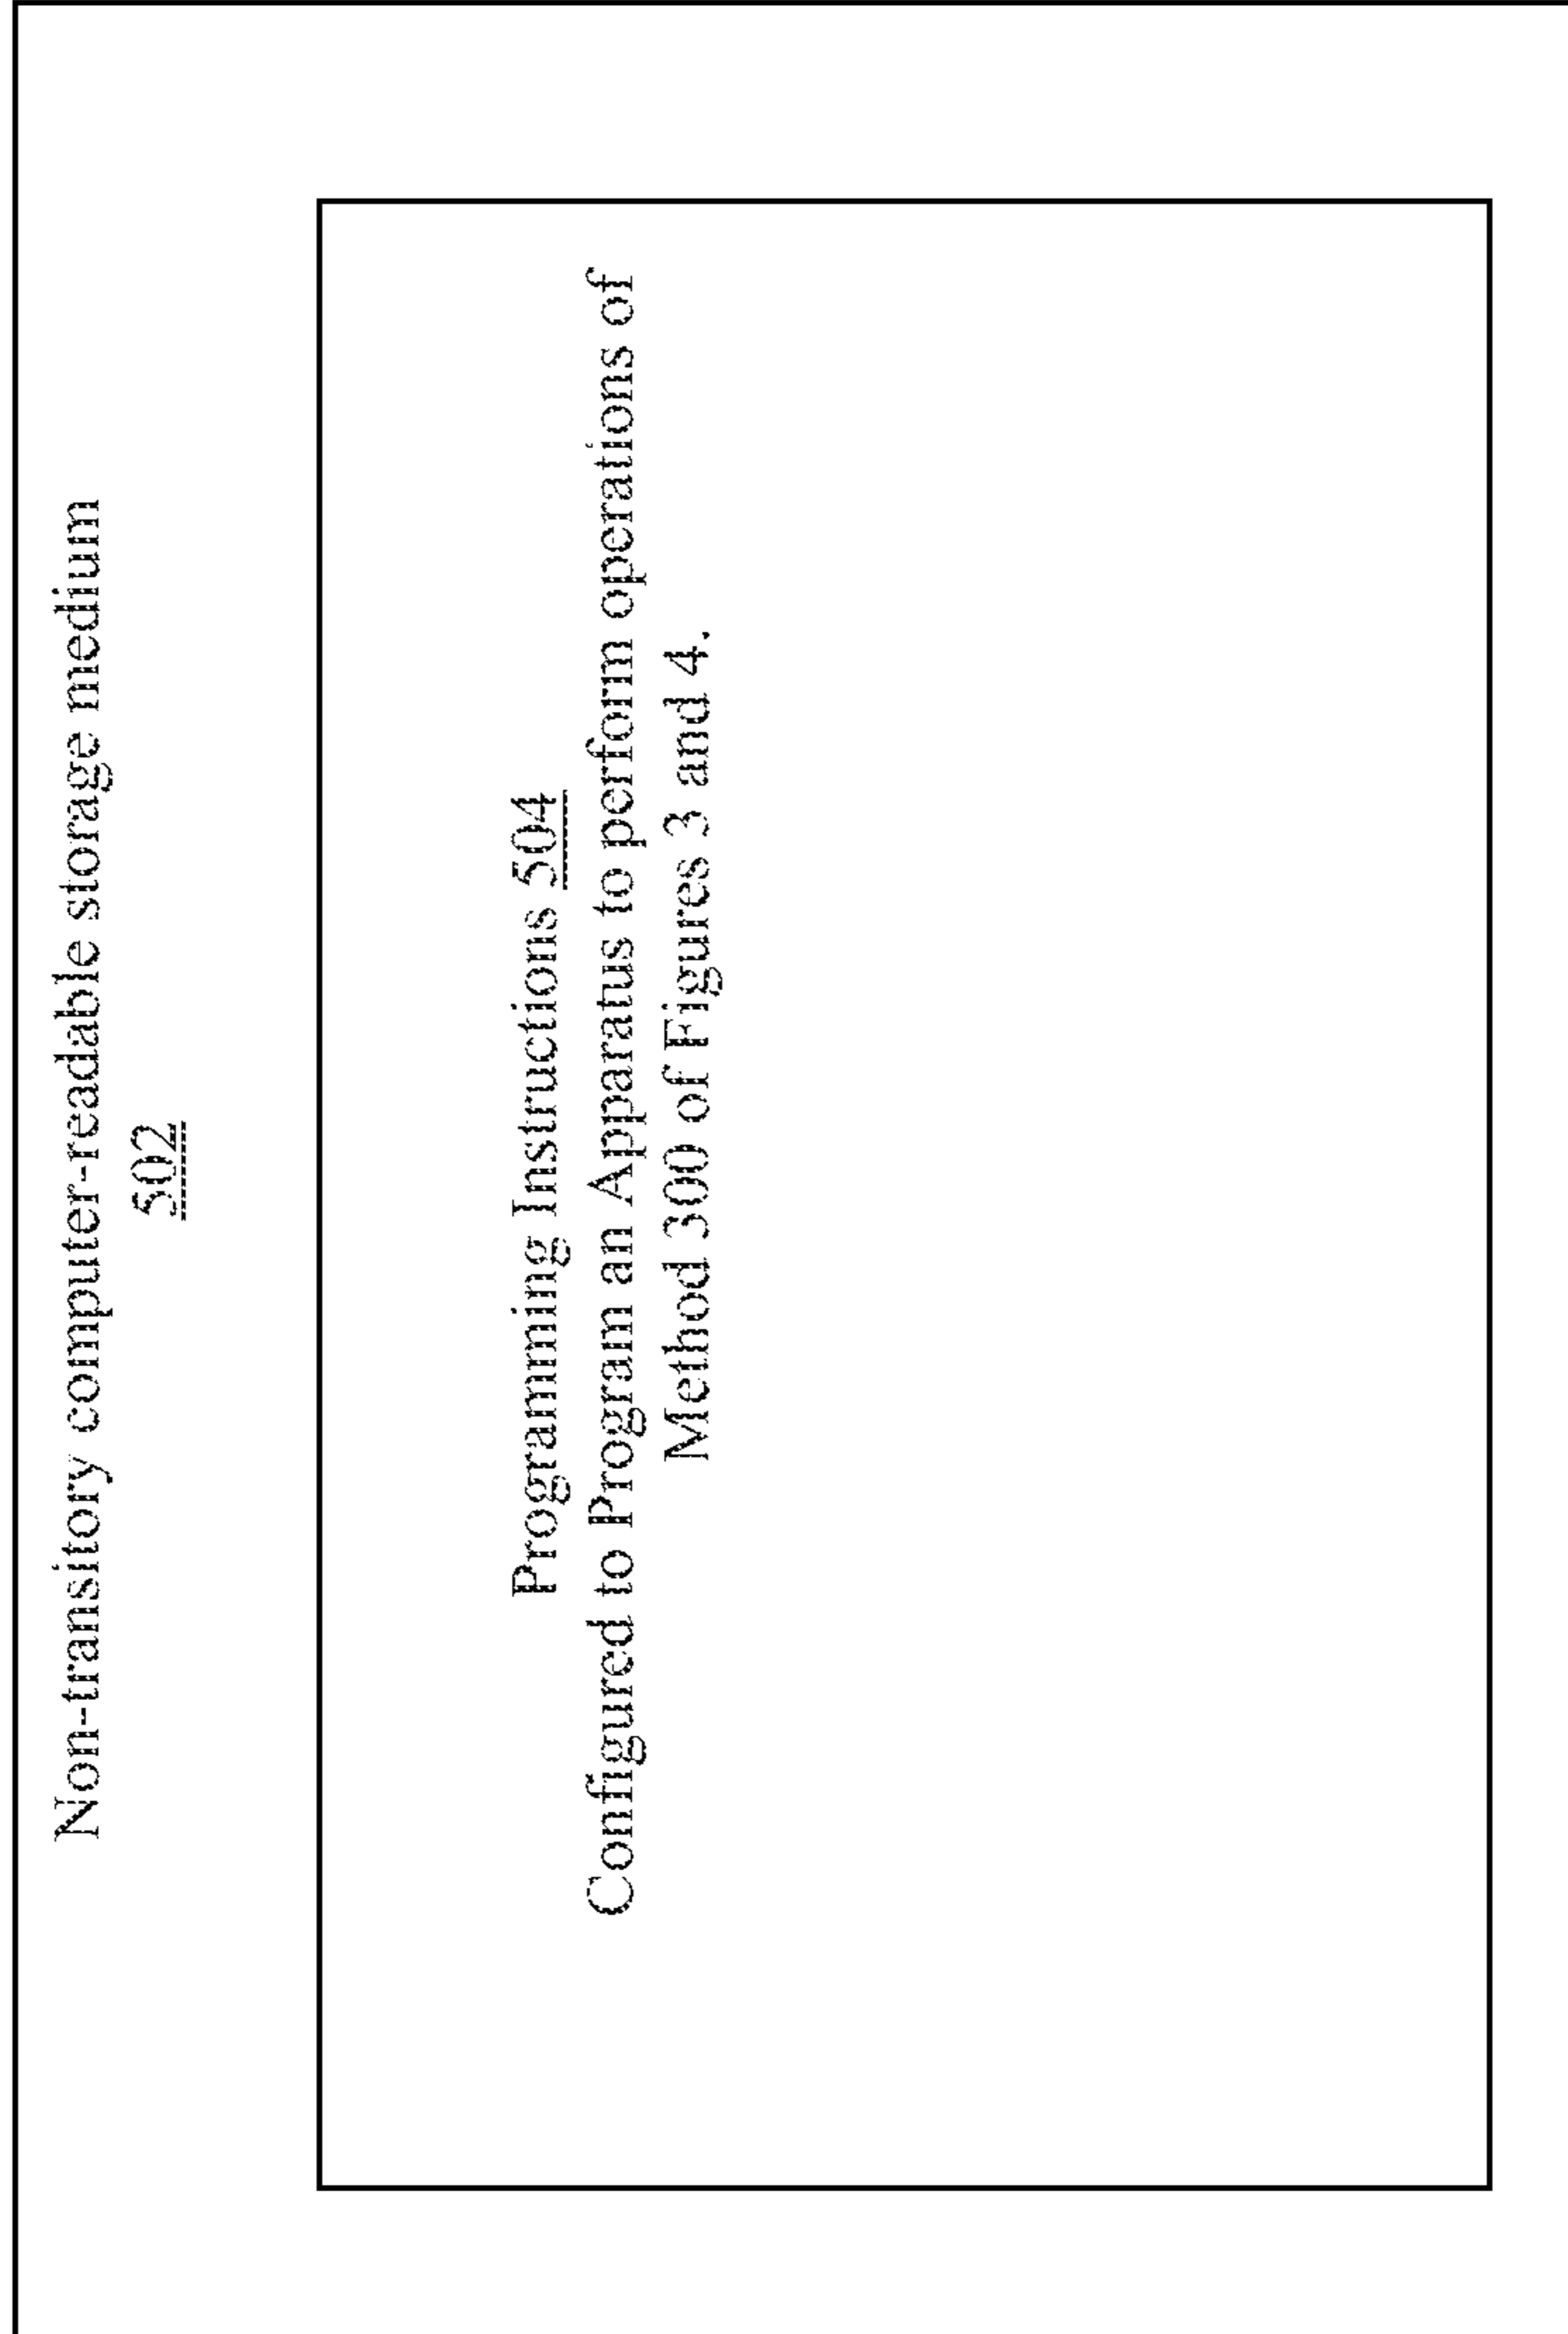 Non-transitory computer-readable storage medium
502
Programming Instructions 504
Configured to Program an Apparatus to perform operations of
Method 300 of Figures 3 and 4.